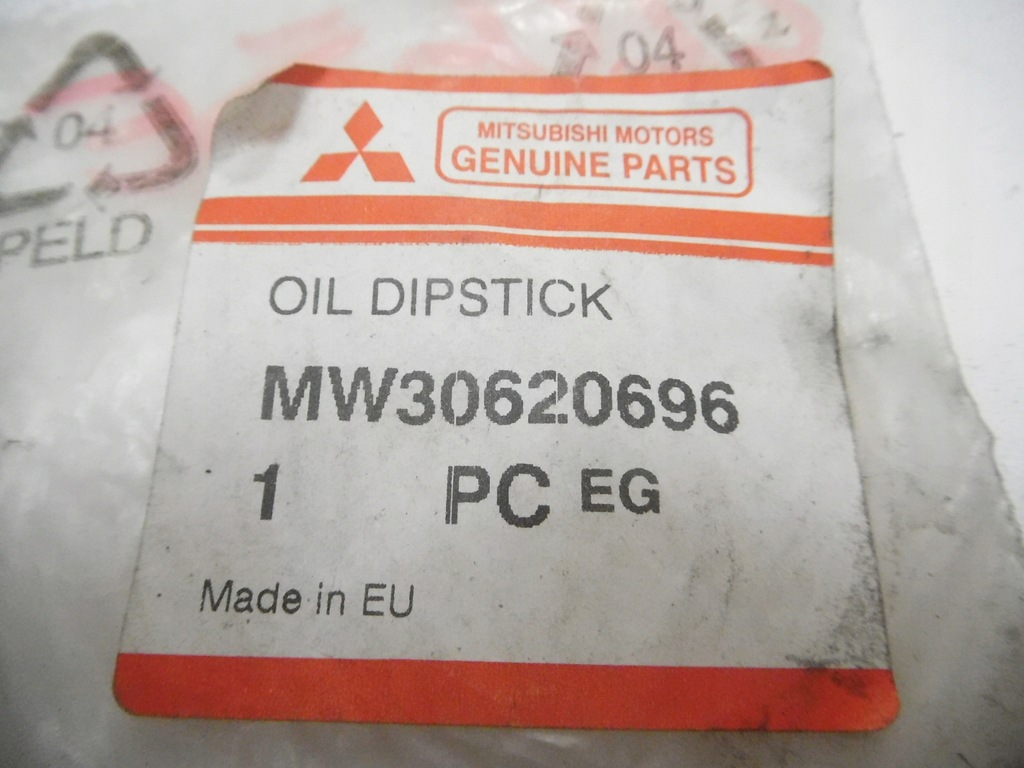 04
04
PELD
MITSUBISHI MOTORS
GENUINE PARTS
OIL DIPSTICK
MW30620696
1 PC EG
Made in EU